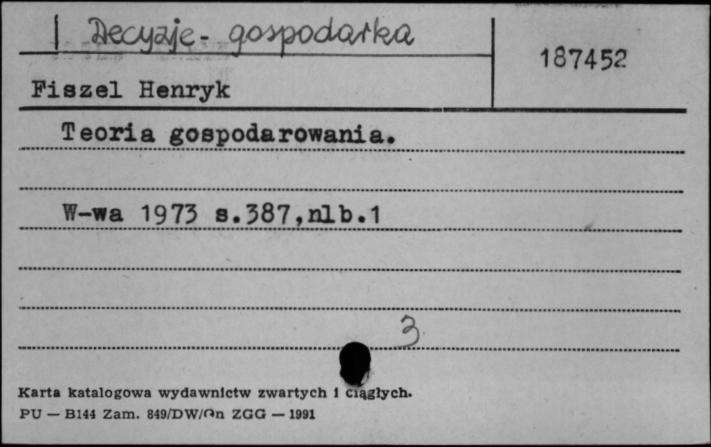 Decyzje - gospodarka
187452
Fiszel Henryk
Teoria gospodarowania.
W-wa 1973 s.387,nlb.1
3
Karta katalogowa wydawnictw zwartych i ciągłych.
PU — B144 Zam. 849/DW/On ZGG — 1991